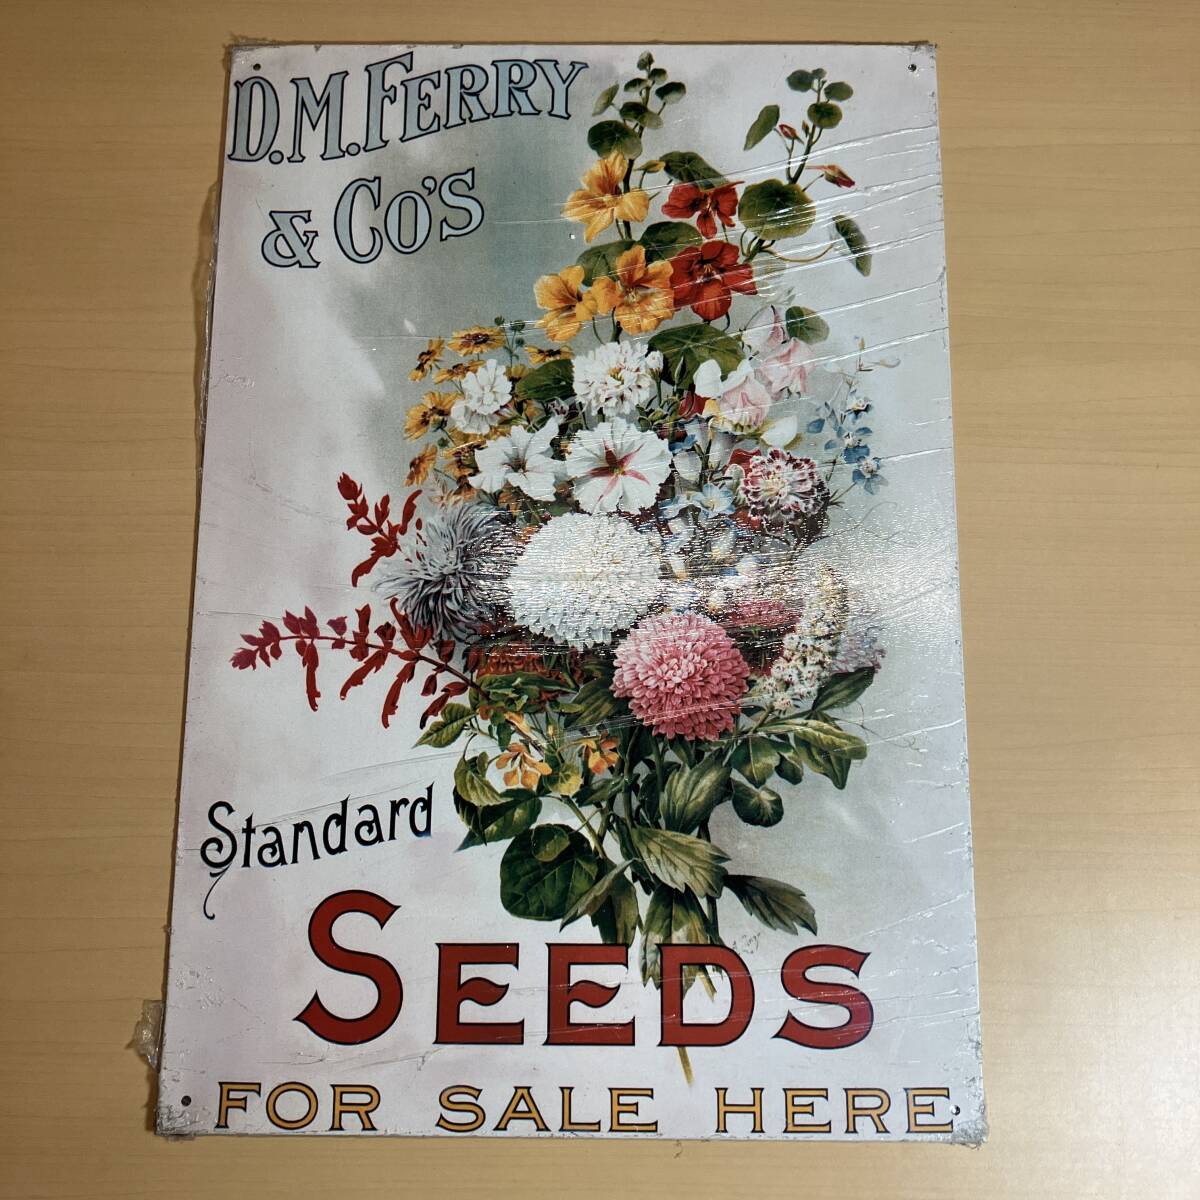 D.M. FERRY
& CO'S
Standard
SEEDS
FOR SALE HERE